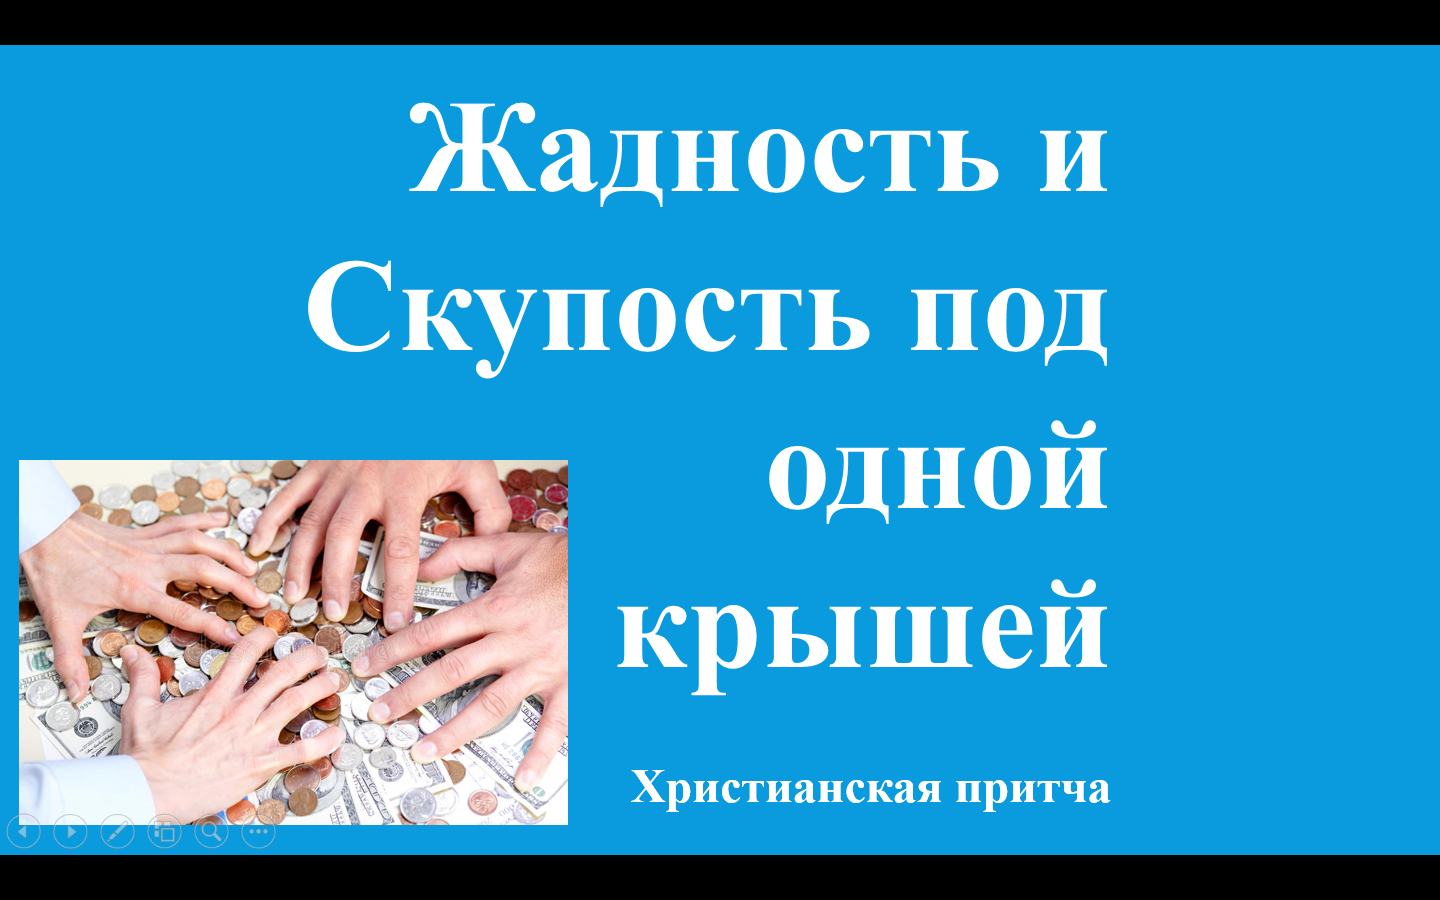 Жадность и
Скупость под
одной
крышей
Христианская притча